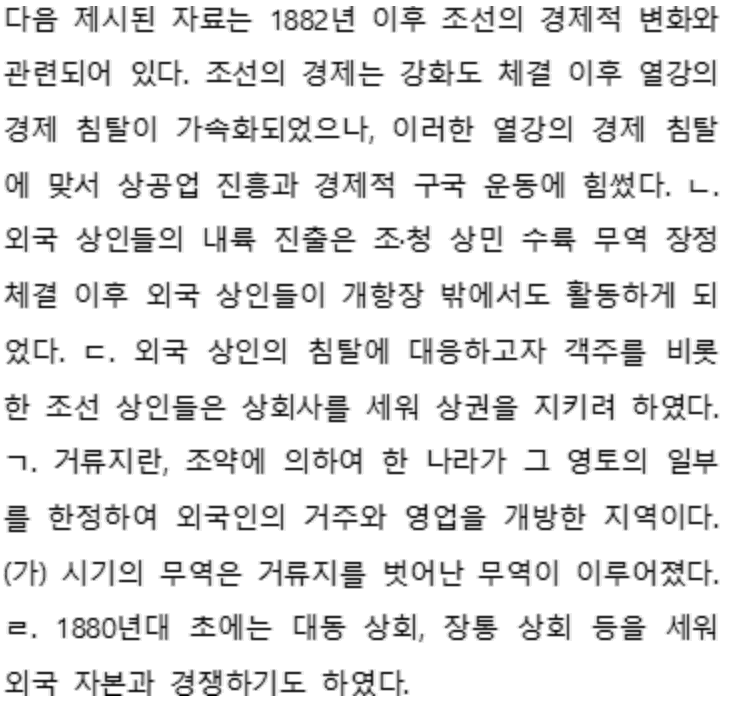 다음 제시된 자료는 1882년 이후 조선의 경제적 변화와
관련되어 있다. 조선의 경제는 강화도 체결 이후 열강의
경제 침탈이 가속화되었으나, 이러한 열강의 경제 침탈
에 맞서 상공업 진흥과 경제적 구국 운동에 힘썼다. ㄴ.
외국 상인들의 내륙 진출은 조·청 상민 수륙 무역 장정
체결 이후 외국 상인들이 개항장 밖에서도 활동하게 되
었다. ㄷ. 외국 상인의 침탈에 대응하고자 객주를 비롯
한 조선 상인들은 상회사를 세워 상권을 지키려 하였다.
ㄱ. 거류지란, 조약에 의하여 한 나라가 그 영토의 일부
를 한정하여 외국인의 거주와 영업을 개방한 지역이다.
(가) 시기의 무역은 거류지를 벗어난 무역이 이루어졌다.
ㄹ. 1880년대 초에는 대동 상회, 장통 상회 등을 세워
외국 자본과 경쟁하기도 하였다.